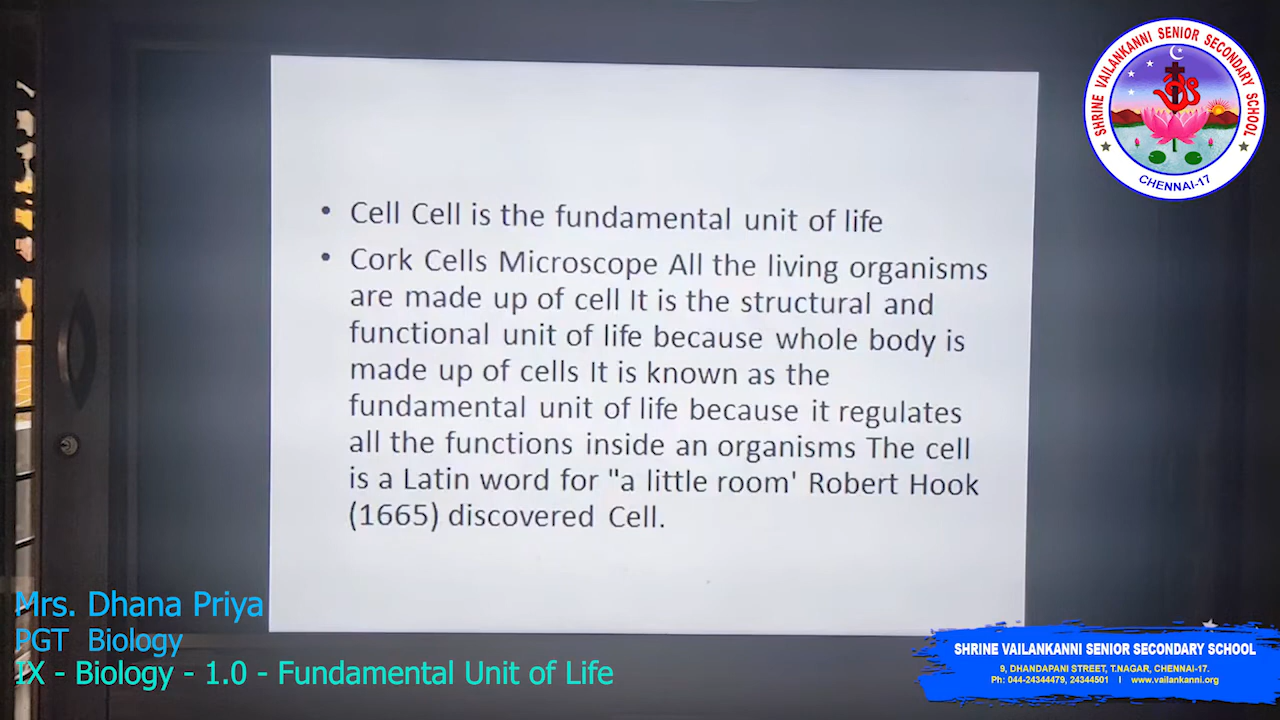 SHRINE VAILANKANNI SENIOR SECONDARY SCHOOL
CHENNAI-17
• Cell Cell is the fundamental unit of life
• Cork Cells Microscope All the living organisms
are made up of cell It is the structural and
functional unit of life because whole body is
made up of cells It is known as the
fundamental unit of life because it regulates
all the functions inside an organisms The cell
is a Latin word for "a little room' Robert Hook
(1665) discovered Cell.
Mrs. Dhana Priya
PGT Biology
IX - Biology - 1.0 - Fundamental Unit of Life
SHRINE VAILANKANNI SENIOR SECONDARY SCHOOL
9, DHANDAPANI STREET, T.NAGAR, CHENNAI-17.
Ph: 044-24344479, 24344501 I www.vailankanni.org